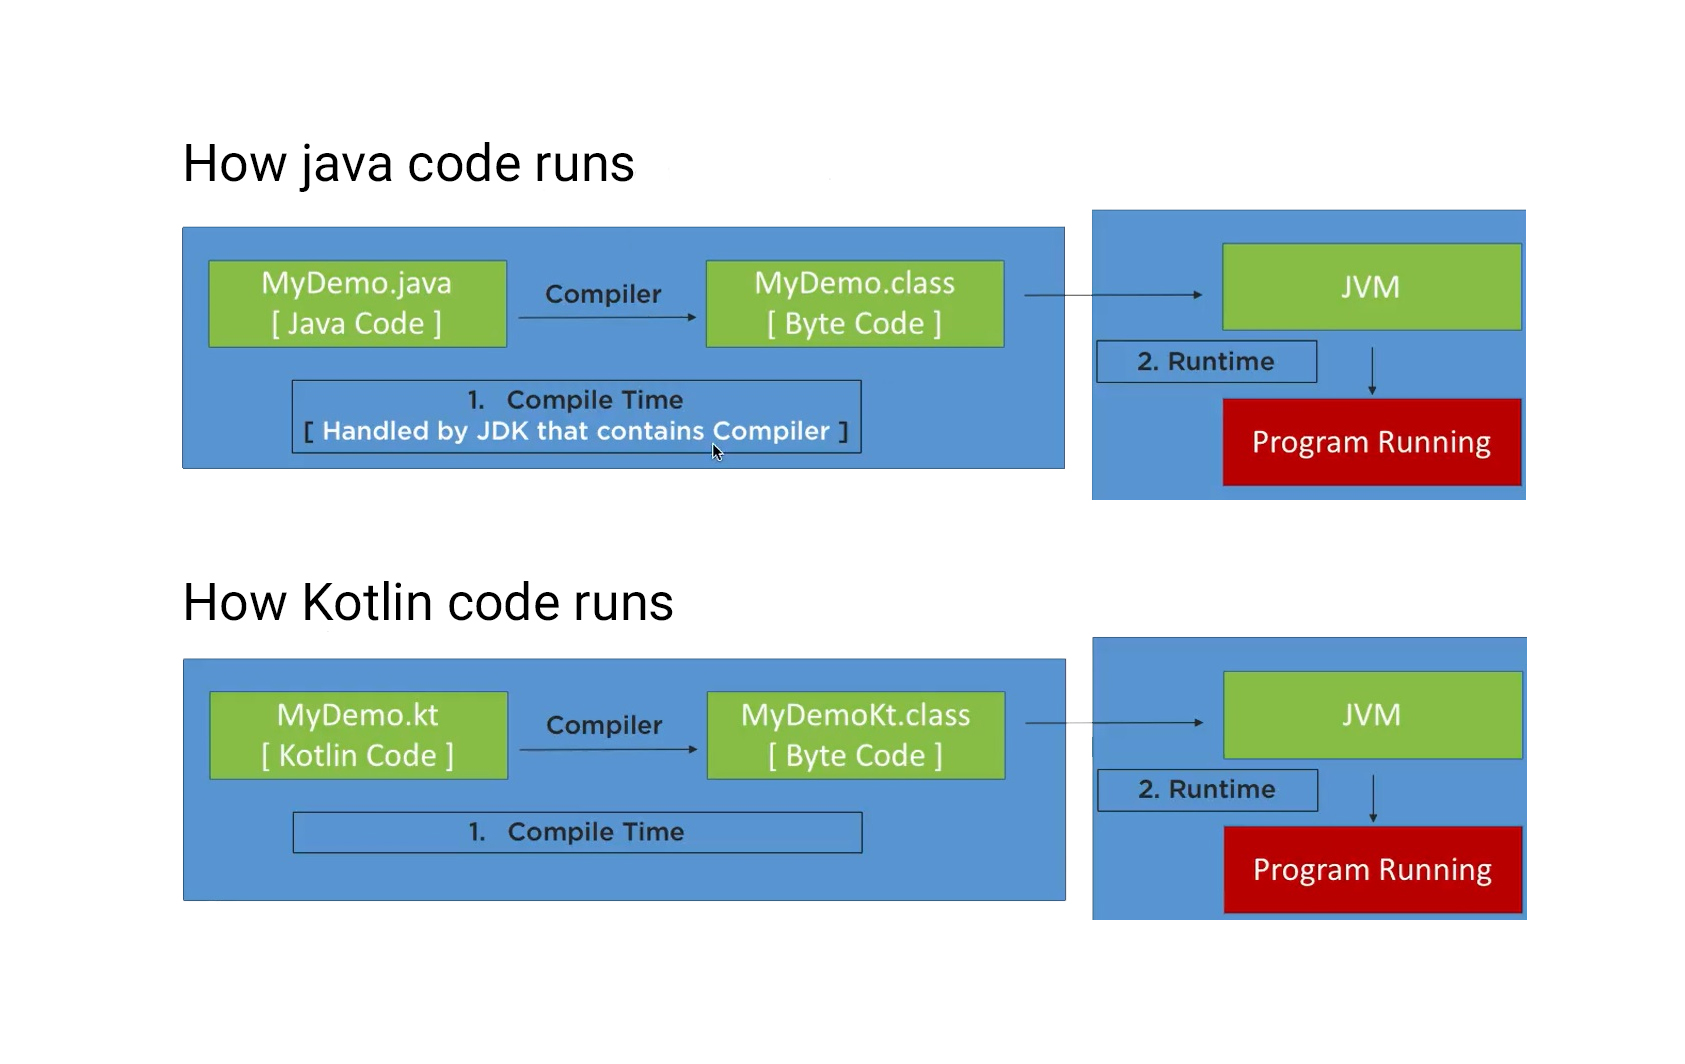 How java code runs
MyDemo.java
[ Java Code ]
Compiler
MyDemo.class
[ Byte Code ]
1. Compile Time
[ Handled by JDK that contains Compiler ]
JVM
2. Runtime
Program Running
How Kotlin code runs
MyDemo.kt
[ Kotlin Code ]
Compiler
MyDemoKt.class
[ Byte Code ]
1. Compile Time
JVM
2. Runtime
Program Running